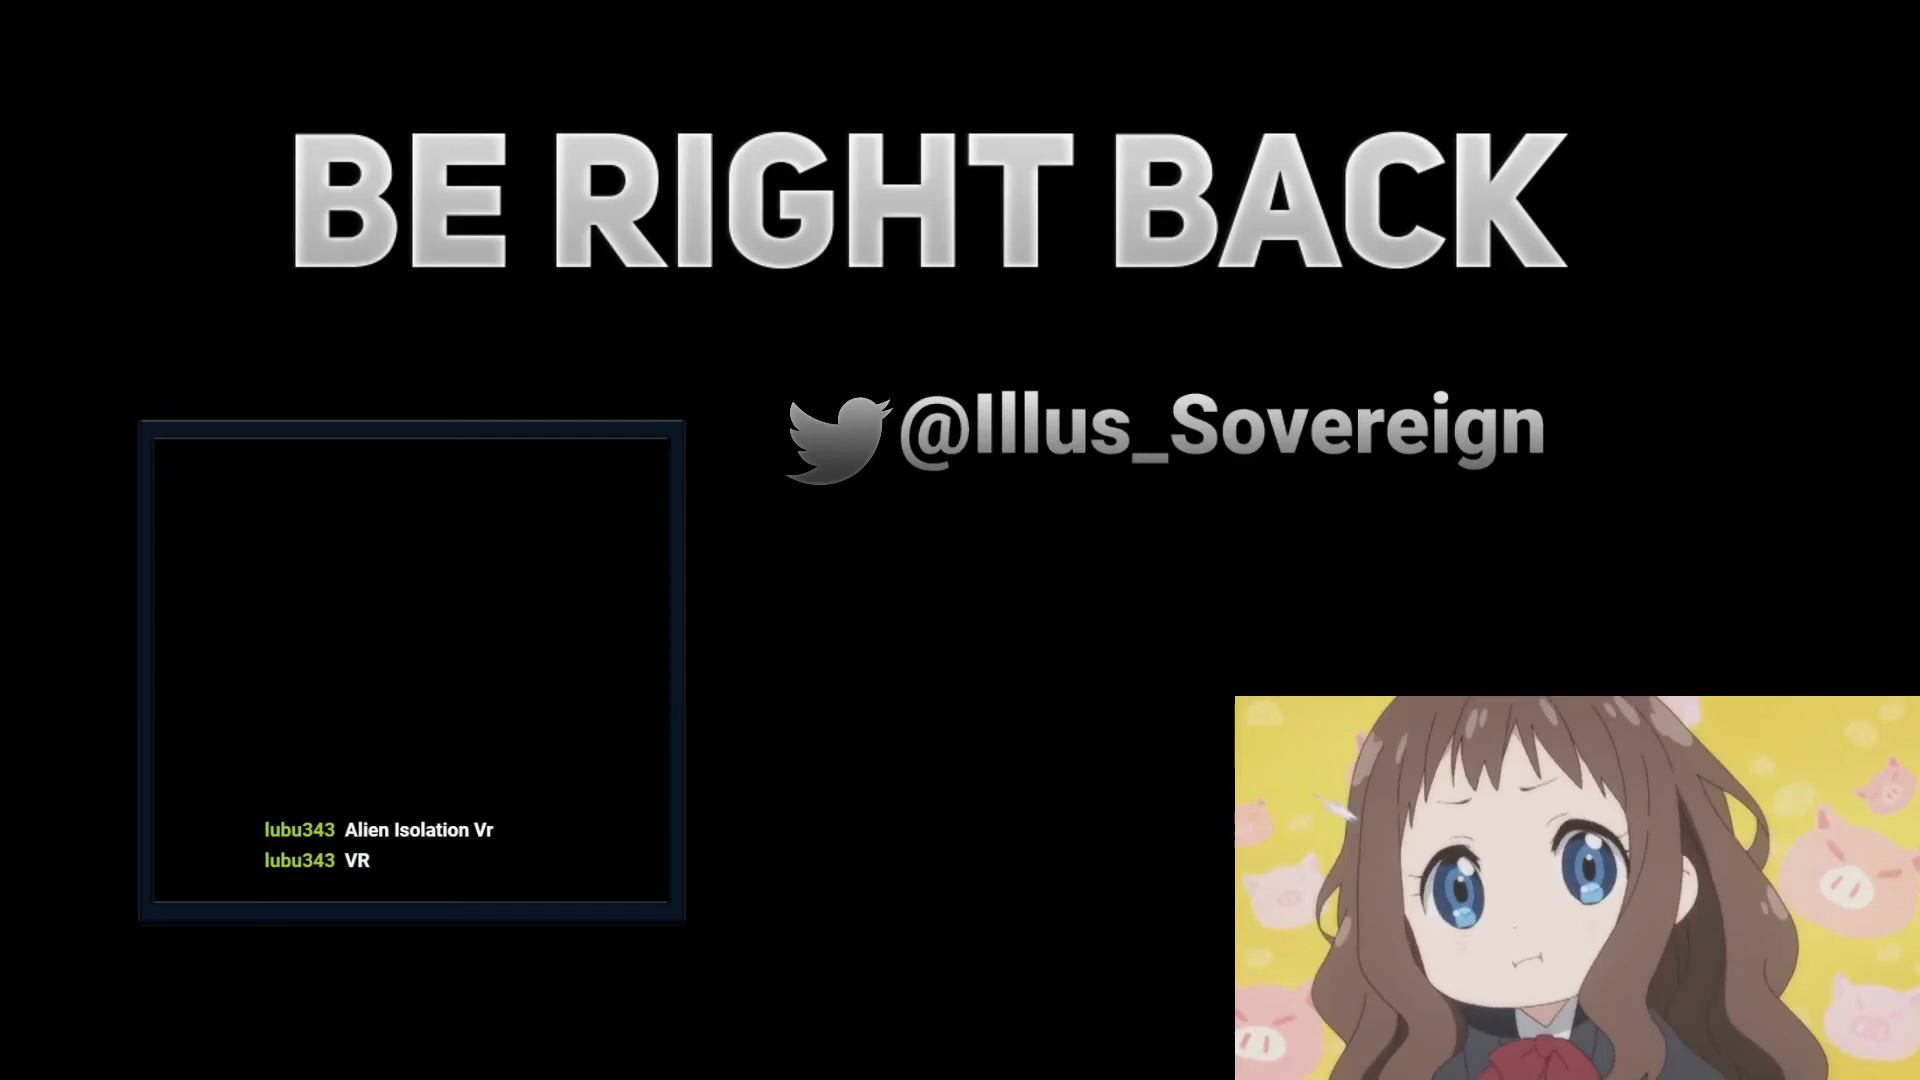 BE RIGHT BACK
@Illus_Sovereign
lubu343 Alien Isolation Vr
lubu343 VR